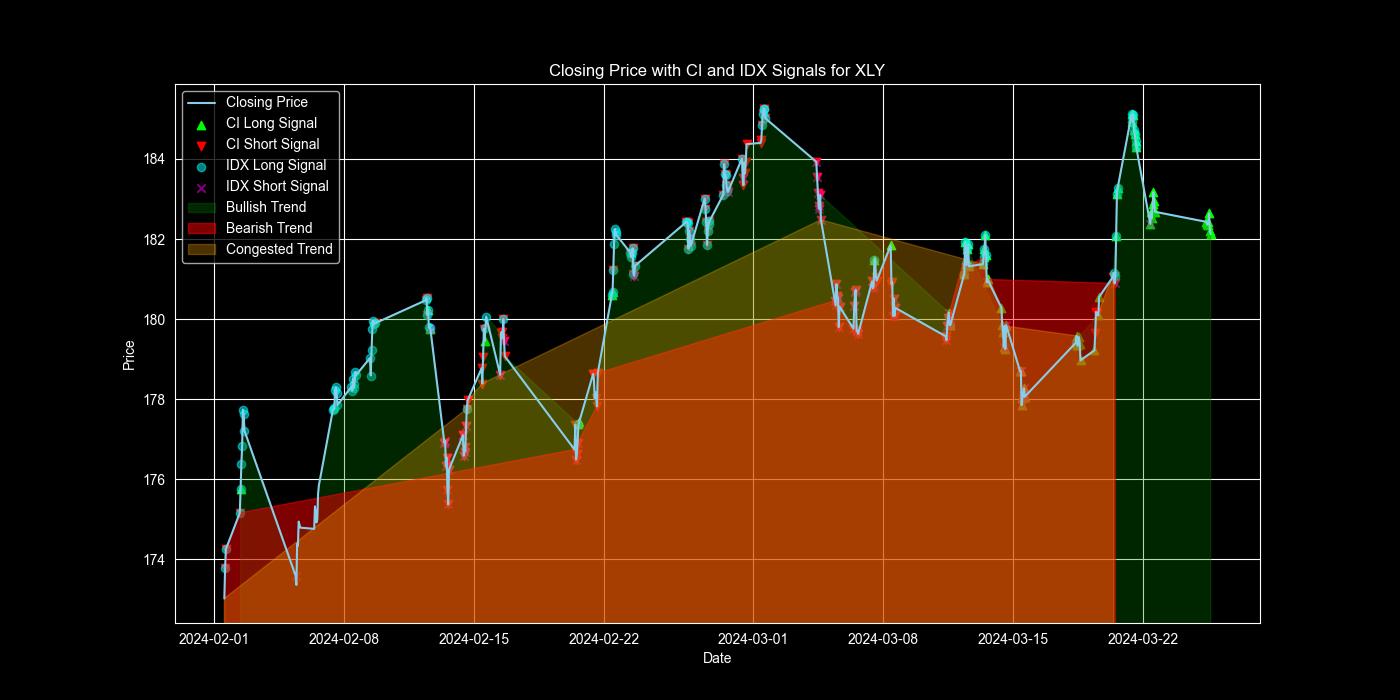 Closing Price with CI and IDX Signals for XLY
Closing Price
CI Long Signal
CI Short Signal
IDX Long Signal
IDX Short Signal
Bullish Trend
Bearish Trend
Congested Trend
184
182
180
178
176
174
Price
2024-02-01 2024-02-08 2024-02-15 2024-02-22 2024-03-01 2024-03-08 2024-03-15 2024-03-22
Date